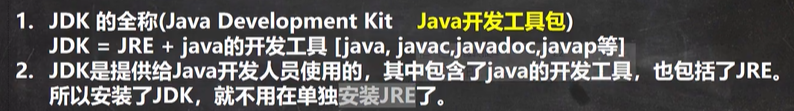 1. JDK 的全称(Java Development Kit Java开发工具包)
JDK = JRE + java的开发工具 [java, javac,javadoc,javap等]
2. JDK是提供给Java开发人员使用的，其中包含了java的开发工具，也包括了JRE。
所以安装了JDK，就不用在单独安装JRE了。